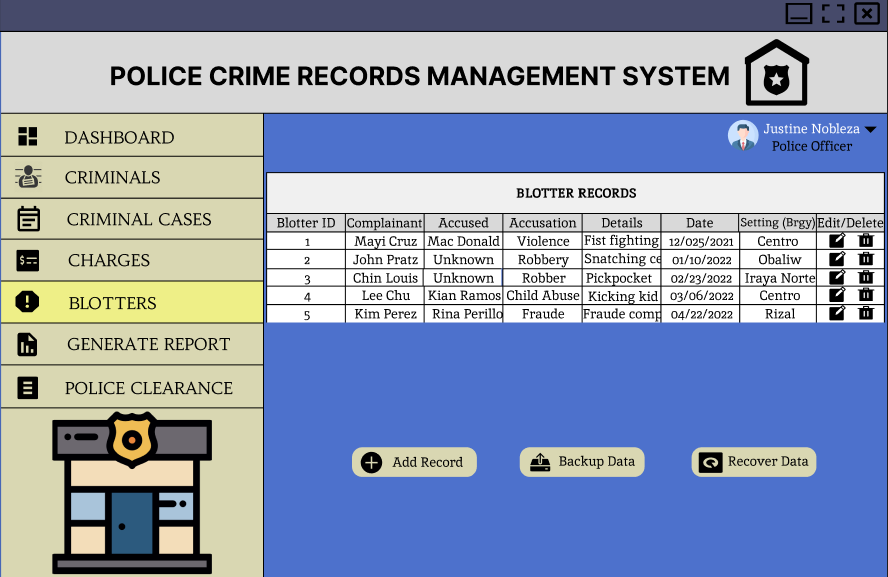 POLICE CRIME RECORDS MANAGEMENT SYSTEM
DASHBOARD
CRIMINALS
CRIMINAL CASES
CHARGES
BLOTTERS
GENERATE REPORT
POLICE CLEARANCE
Justine Nobleza
Police Officer
BLOTTER RECORDS
Blotter ID Complainant Accused Accusation Details Date Setting (Brgy) Edit/Delete
1 Mayi Cruz Mac Donald Violence Fist fighting 12/025/2021 Centro
2 John Pratz Unknown Robbery Snatching ce 01/10/2022 Obaliw
3 Chin Louis Unknown Robber Pickpocket 02/23/2022 Iraya Norte
4 Lee Chu Kian Ramos Child Abuse Kicking kid 03/06/2022 Centro
5 Kim Perez Rina Perillo Fraude Fraude comp 04/22/2022 Rizal
Add Record Backup Data Recover Data